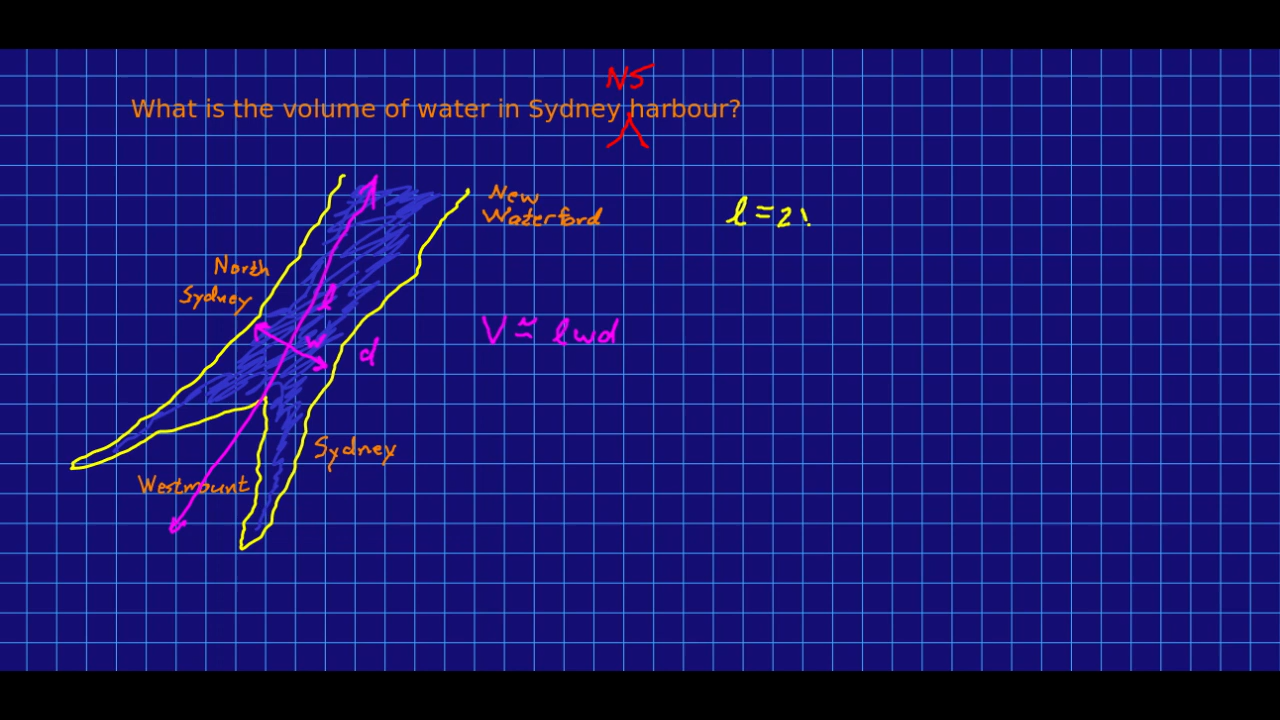 NS
What is the volume of water in Sydney harbour?
New
Waterford
l = 2
North
Sydney
l
w
d
V ≃ lwd
Sydney
Westmount